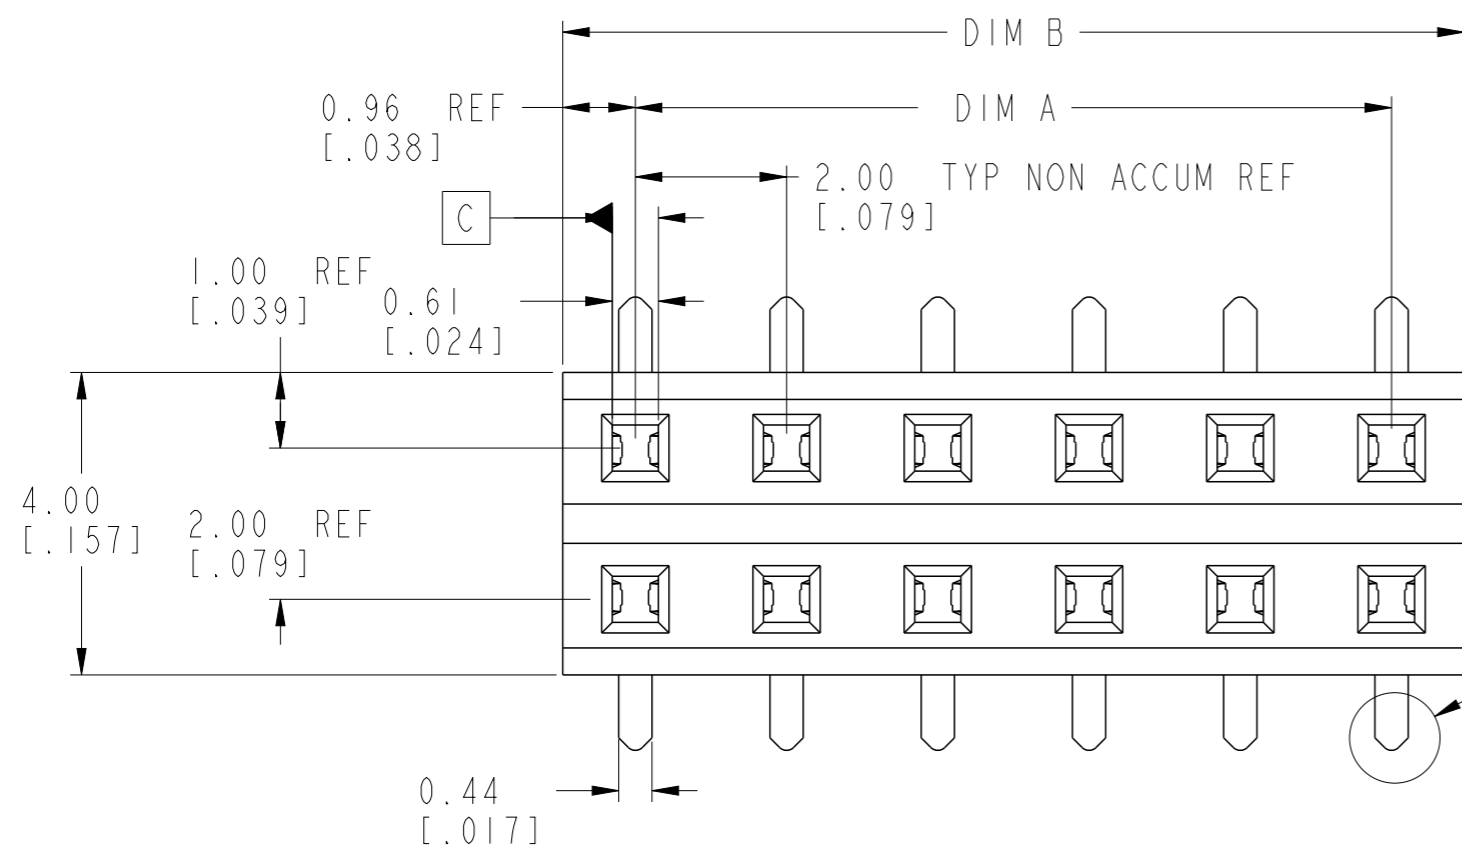 DIM B
0.96 REF
[.038]
DIM A
2.00 TYP NON ACCUM REF
[.079]
C
1.00 REF
[.039]
0.61
[.024]
4.00
[.157]
2.00 REF
[.079]
0.44
[.017]